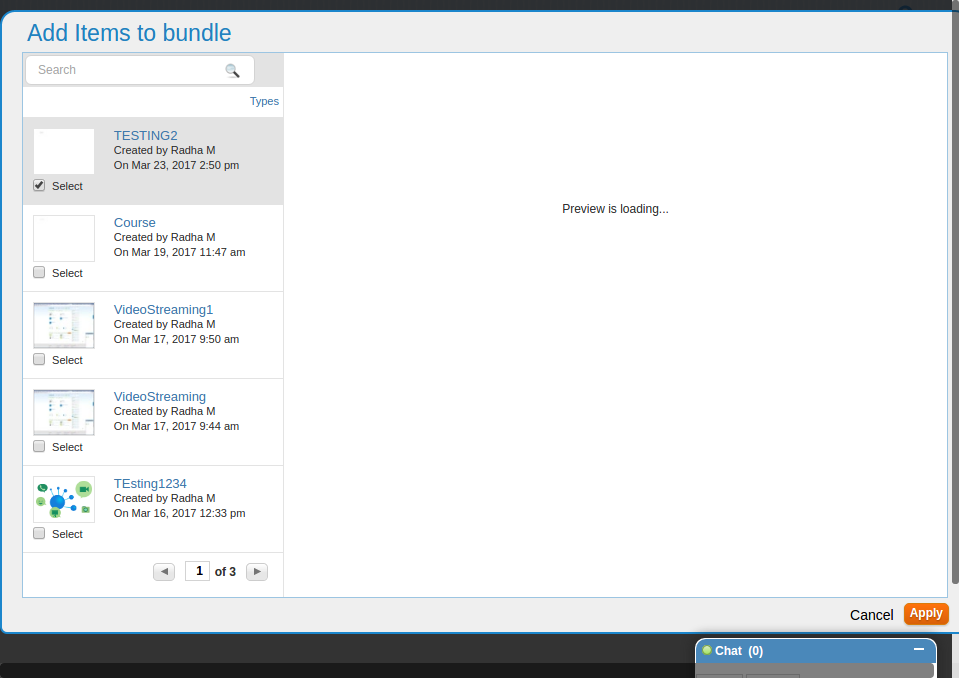 Add Items to bundle
Search
Types
TESTING2
Created by Radha M
On Mar 23, 2017 2:50 pm
Select
Course
Created by Radha M
On Mar 19, 2017 11:47 am
Select
VideoStreaming1
Created by Radha M
On Mar 17, 2017 9:50 am
Select
VideoStreaming
Created by Radha M
On Mar 17, 2017 9:44 am
Select
TEsting1234
Created by Radha M
On Mar 16, 2017 12:33 pm
Select
1 of 3
Preview is loading...
Cancel Apply
Chat (0)